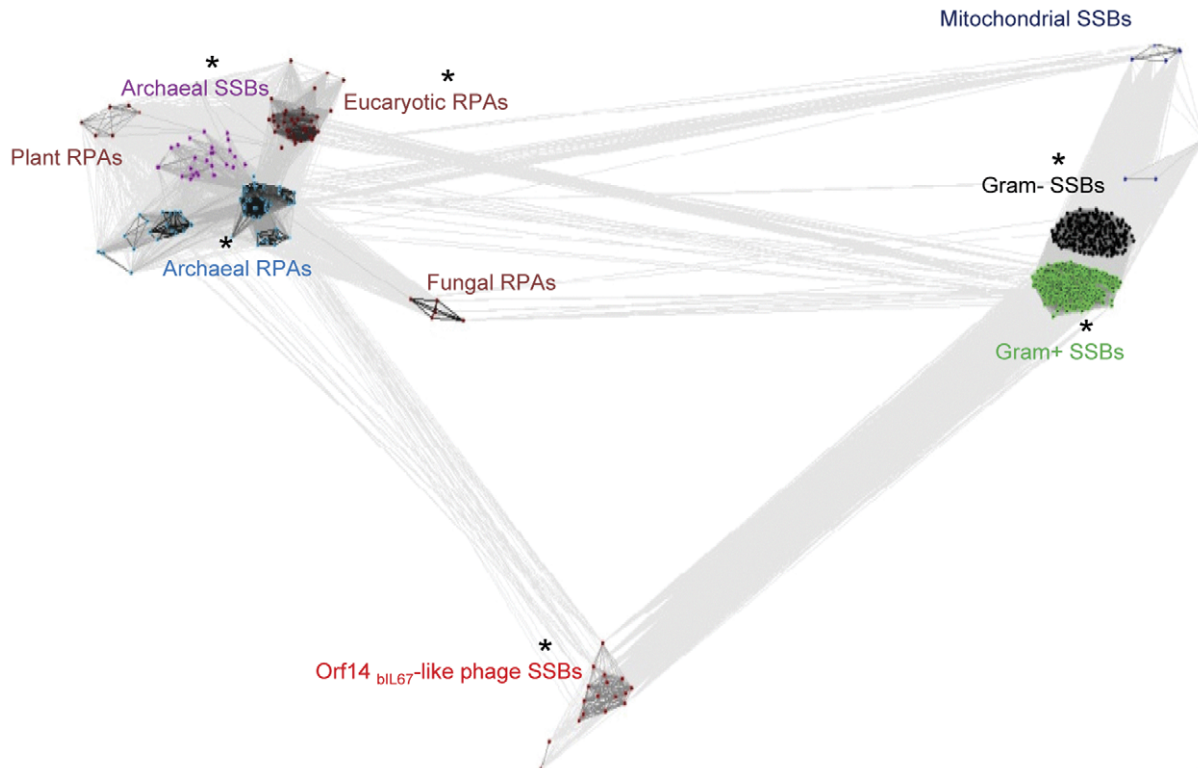 Mitochondrial SSBs
*
Archaeal SSBs
*
Eucaryotic RPAs
Plant RPAs
*
Gram- SSBs
*
Archaeal RPAs
Fungal RPAs
*
Gram+ SSBs
*
Orf14 bIL67-like phage SSBs